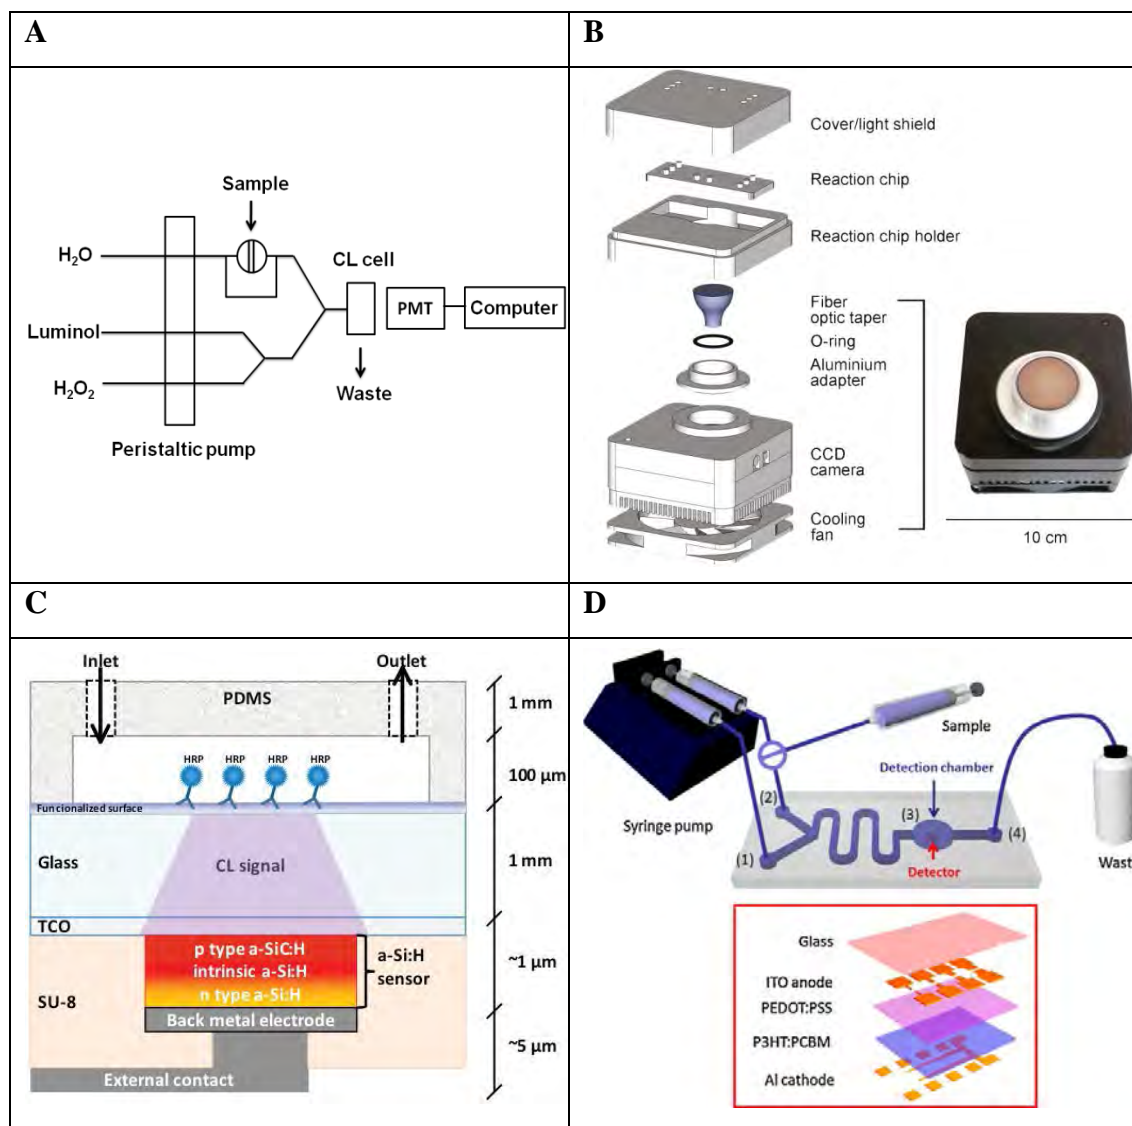 A
B
Sample
H₂O
CL cell
PMT
Computer
Luminol
H₂O₂
Waste
Peristaltic pump
Cover/light shield
Reaction chip
Reaction chip holder
Fiber
optic taper
O-ring
Aluminium
adapter
CCD
camera
Cooling
fan
10 cm
C
D
Inlet
Outlet
PDMS
1 mm
HRP HRP HRP HRP
100 µm
Funcionalized surface
Glass
CL signal
1 mm
TCO
p type a-SiC:H
intrinsic a-Si:H
n type a-Si:H
a-Si:H
sensor
~1 µm
SU-8
Back metal electrode
~5 µm
External contact
Sample
Detection chamber
Syringe pump
(2)
(3)
(1)
(4)
Detector
Wast
Glass
ITO anode
PEDOT:PSS
P3HT:PCBM
Al cathode